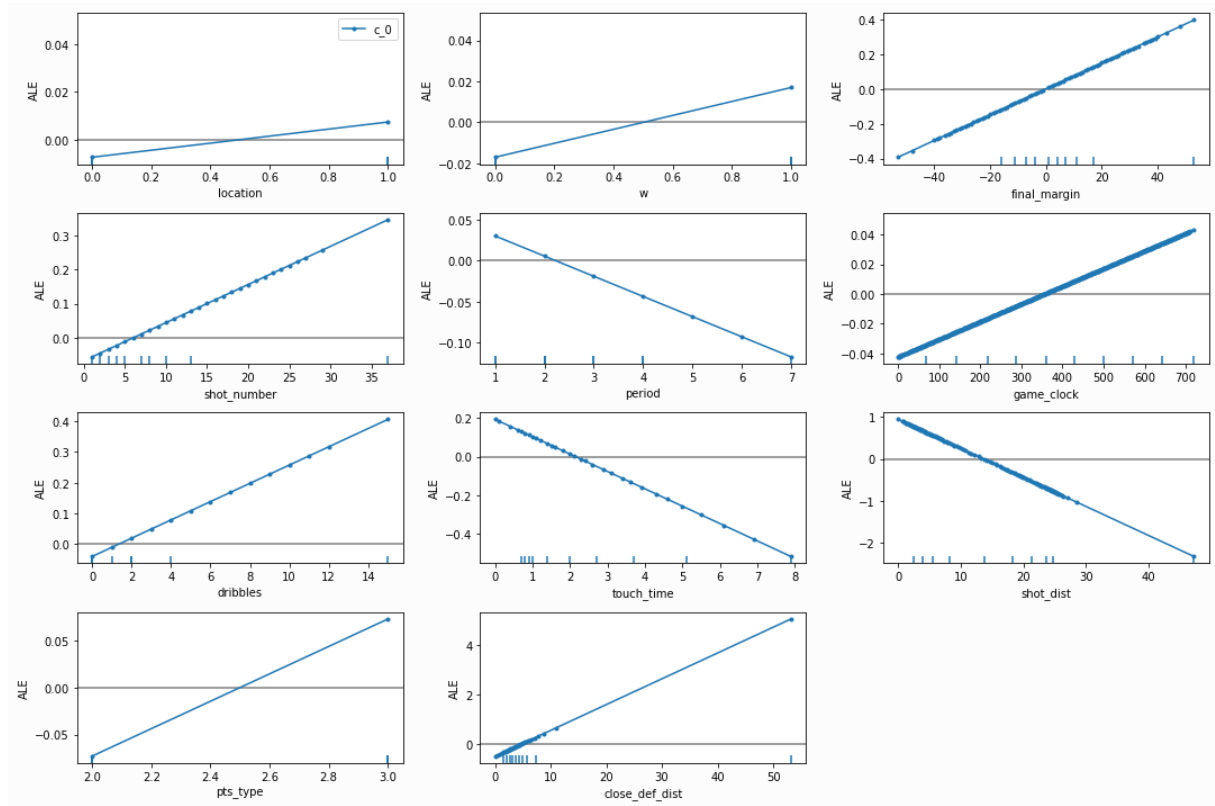 c_0
0.04
0.02
0.00
ALE
0.0 0.2 0.4 0.6 0.8 1.0
location
0.04
0.02
0.00
−0.02
ALE
0.0 0.2 0.4 0.6 0.8 1.0
w
0.4
0.2
0.0
−0.2
−0.4
ALE
−40 −20 0 20 40
final_margin
0.3
0.2
0.1
0.0
ALE
0 5 10 15 20 25 30 35
shot_number
0.05
0.00
−0.05
−0.10
ALE
1 2 3 4 5 6 7
period
0.04
0.02
0.00
−0.02
−0.04
ALE
0 100 200 300 400 500 600 700
game_clock
0.4
0.3
0.2
0.1
0.0
ALE
0 2 4 6 8 10 12 14
dribbles
0.2
0.0
−0.2
−0.4
ALE
0 1 2 3 4 5 6 7 8
touch_time
1
0
−1
−2
ALE
0 10 20 30 40
shot_dist
0.05
0.00
−0.05
ALE
2.0 2.2 2.4 2.6 2.8 3.0
pts_type
4
2
0
ALE
0 10 20 30 40 50
close_def_dist